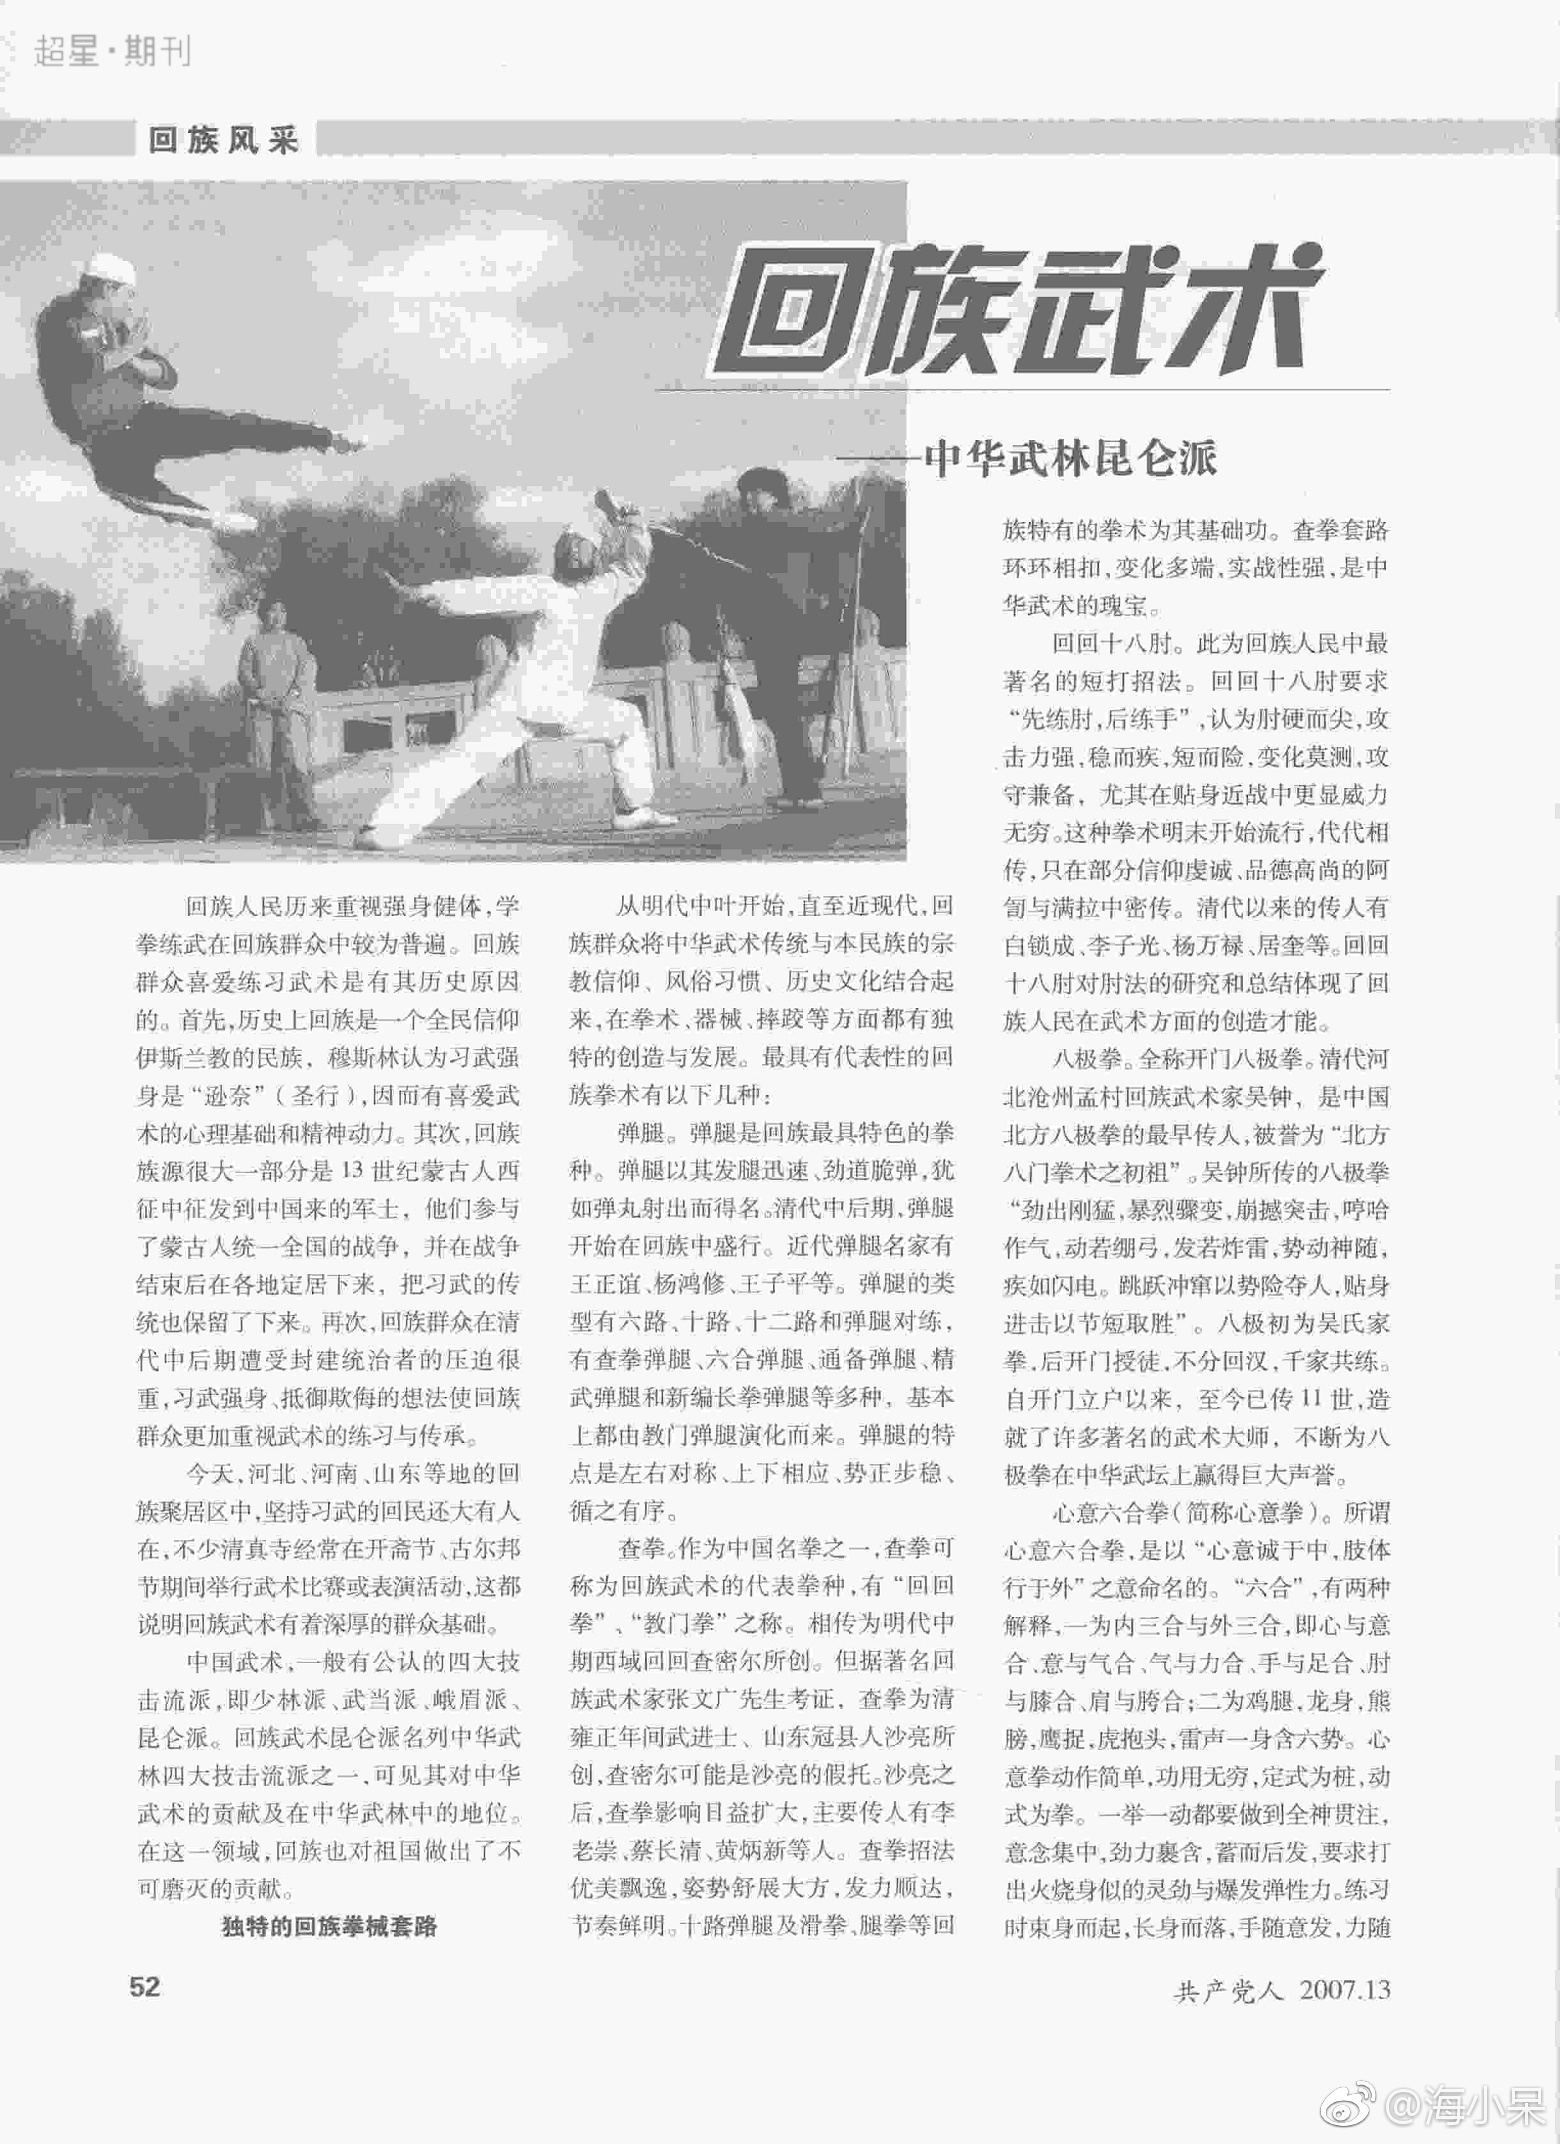 超星·期刊
回族风采
回族武术
——中华武林昆仑派
回族人民历来重视强身健体,学
拳练武在回族群众中较为普遍。回族
群众喜爱练习武术是有其历史原因
的。首先,历史上回族是一个全民信仰
伊斯兰教的民族，穆斯林认为习武强
身是“逊奈”(圣行),因而有喜爱武
术的心理基础和精神动力。其次,回族
族源很大一部分是13世纪蒙古人西
征中征发到中国来的军士，他们参与
了蒙古人统一全国的战争，并在战争
结束后在各地定居下来，把习武的传
统也保留了下来。再次,回族群众在清
代中后期遭受封建统治者的压迫很
重,习武强身、抵御欺侮的想法使回族
群众更加重视武术的练习与传承。
今天,河北、河南、山东等地的回
族聚居区中,坚持习武的回民还大有人
在,不少清真寺经常在开斋节、古尔邦
节期间举行武术比赛或表演活动,这都
说明回族武术有着深厚的群众基础。
中国武术,一般有公认的四大技
击流派,即少林派、武当派、峨眉派、
昆仑派。回族武术昆仑派名列中华武
林四大技击流派之一,可见其对中华
武术的贡献及在中华武林中的地位。
在这一领域,回族也对祖国做出了不
可磨灭的贡献。
独特的回族拳械套路
从明代中叶开始,直至近现代,回
族群众将中华武术传统与本民族的宗
教信仰、风俗习惯、历史文化结合起
来,在拳术、器械、摔跤等方面都有独
特的创造与发展。最具有代表性的回
族拳术有以下几种：
弹腿。弹腿是回族最具特色的拳
种。弹腿以其发腿迅速、劲道脆弹,犹
如弹丸射出而得名。清代中后期,弹腿
开始在回族中盛行。近代弹腿名家有
王正谊、杨鸿修、王子平等。弹腿的类
型有六路、十路、十二路和弹腿对练,
有查拳弹腿、六合弹腿、通备弹腿、精
武弹腿和新编长拳弹腿等多种，基本
上都由教门弹腿演化而来。弹腿的特
点是左右对称、上下相应、势正步稳、
循之有序。
查拳。作为中国名拳之一,查拳可
称为回族武术的代表拳种,有“回回
拳”、“教门拳”之称。相传为明代中
期西域回回查密尔所创。但据著名回
族武术家张文广先生考证，查拳为清
雍正年间武进士、山东冠县人沙亮所
创,查密尔可能是沙亮的假托。沙亮之
后,查拳影响日益扩大,主要传人有李
老崇、蔡长清、黄炳新等人。查拳招法
优美飘逸,姿势舒展大方,发力顺达,
节奏鲜明。十路弹腿及滑拳、腿拳等回
族特有的拳术为其基础功。查拳套路
环环相扣,变化多端,实战性强,是中
华武术的瑰宝。
回回十八肘。此为回族人民中最
著名的短打招法。回回十八肘要求
“先练肘,后练手”,认为肘硬而尖,攻
击力强,稳而疾,短而险,变化莫测,攻
守兼备，尤其在贴身近战中更显威力
无穷。这种拳术明末开始流行,代代相
传,只在部分信仰虔诚、品德高尚的阿
訇与满拉中密传。清代以来的传人有
白锁成、李子光、杨万禄、居奎等。回回
十八肘对肘法的研究和总结体现了回
族人民在武术方面的创造才能。
八极拳。全称开门八极拳。清代河
北沧州孟村回族武术家吴钟，是中国
北方八极拳的最早传人,被誉为“北方
八门拳术之初祖”。吴钟所传的八极拳
“劲出刚猛,暴烈骤变,崩撼突击,哼哈
作气,动若绷弓,发若炸雷,势动神随,
疾如闪电。跳跃冲窜以势险夺人,贴身
进击以节短取胜”。八极初为吴氏家
拳,后开门授徒,不分回汉,千家共练。
自开门立户以来，至今已传11世,造
就了许多著名的武术大师，不断为八
极拳在中华武坛上赢得巨大声誉。
心意六合拳(简称心意拳)。所谓
心意六合拳,是以“心意诚于中,肢体
行于外”之意命名的。“六合”,有两种
解释,一为内三合与外三合,即心与意
合、意与气合、气与力合、手与足合、肘
与膝合、肩与胯合;二为鸡腿,龙身,熊
膀,鹰捉,虎抱头,雷声一身含六势。心
意拳动作简单,功用无穷,定式为桩,动
式为拳。一举一动都要做到全神贯注,
意念集中,劲力裹含,蓄而后发,要求打
出火烧身似的灵劲与爆发弹性力。练习
时束身而起,长身而落,手随意发,力随
52
共产党人 2007.13
@海小呆